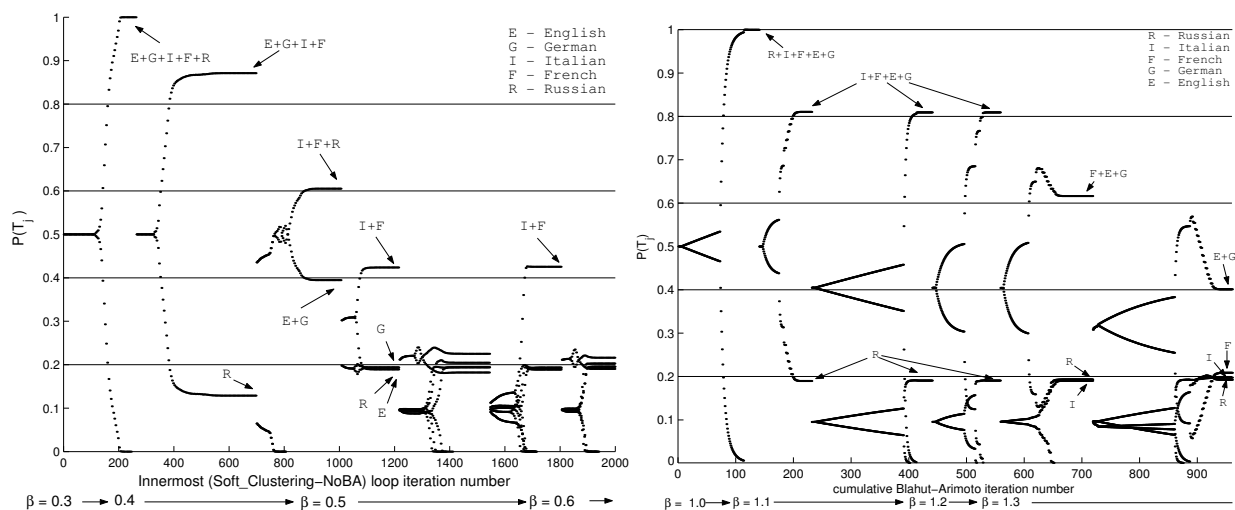 1
0.9
0.8
0.7
0.6
0.5
0.4
0.3
0.2
0.1
0
P(T_j)
E - English
G - German
I - Italian
F - French
R - Russian
E+G+I+F+R
E+G+I+F
I+F+R
I+F
I+F
R
E+G
G
R
E
0 200 400 600 800 1000 1200 1400 1600 1800 2000
Innermost (Soft_Clustering-NoBA) loop iteration number
β = 0.3 0.4 β = 0.5 β = 0.6
1
0.9
0.8
0.7
0.6
0.5
0.4
0.3
0.2
0.1
0
P(T_j)
R - Russian
I - Italian
F - French
G - German
E - English
R+I+F+E+G
I+F+E+G
F+E+G
E+G
R
R
I
F
I
R
0 100 200 300 400 500 600 700 800 900
cumulative Blahut-Arimoto iteration number
β = 1.0 β = 1.1 β = 1.2 β = 1.3